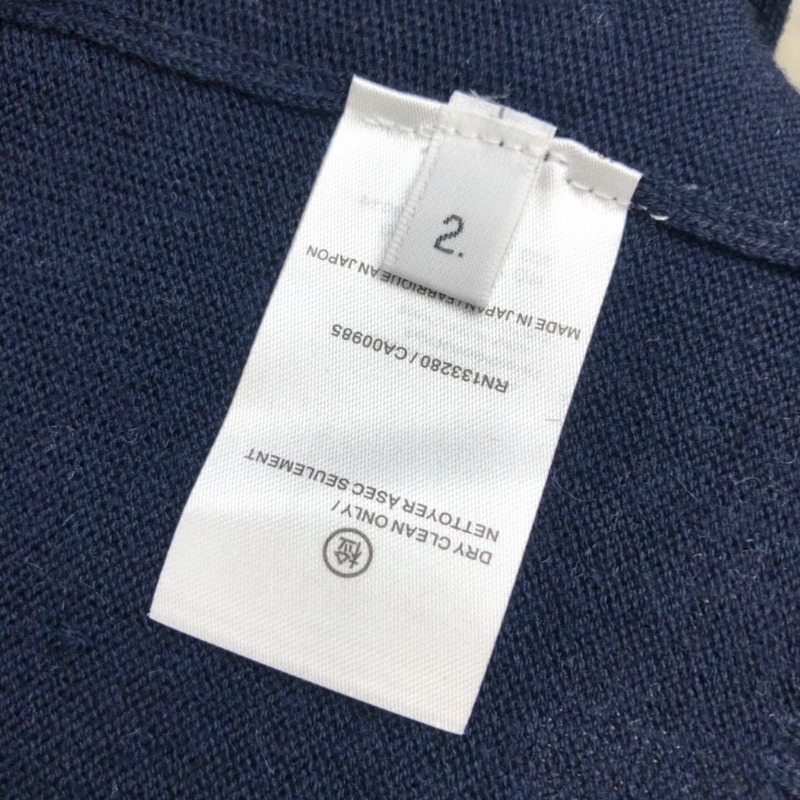 2.
DRY CLEAN ONLY /
NETTOYER ASEC SEULEMENT
RN133280 / CA00985
MADE IN JAPAN / FABRIQUE AN JAPON